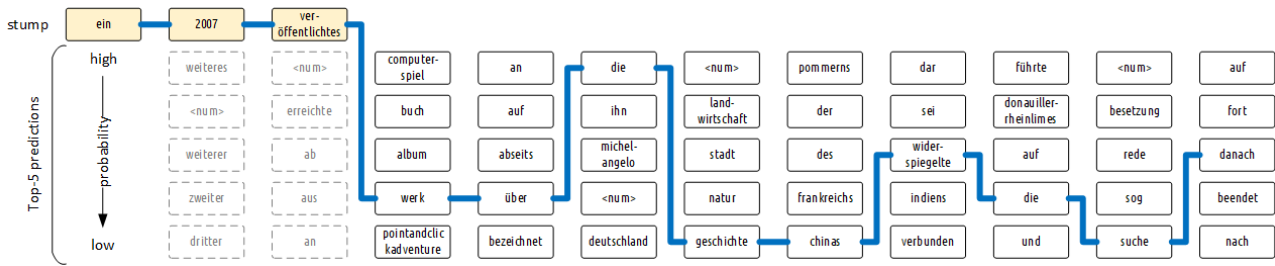 stump ein 2007 ver-
öffentlichtes
Top-5 predictions
high
probability
low
weiteres <num> computer-
spiel an die <num> pommerns dar führte <num> auf
<num> erreichte buch auf ihn land-
wirtschaft der sei donauiller-
rheinlimes besetzung fort
weiterer ab album abseits michel-
angelo stadt des wider-
spiegelte auf rede danach
zweiter aus werk über <num> natur frankreichs indiens die sog beendet
dritter an pointandclic
kadventure bezeichnet deutschland geschichte chinas verbunden und suche nach